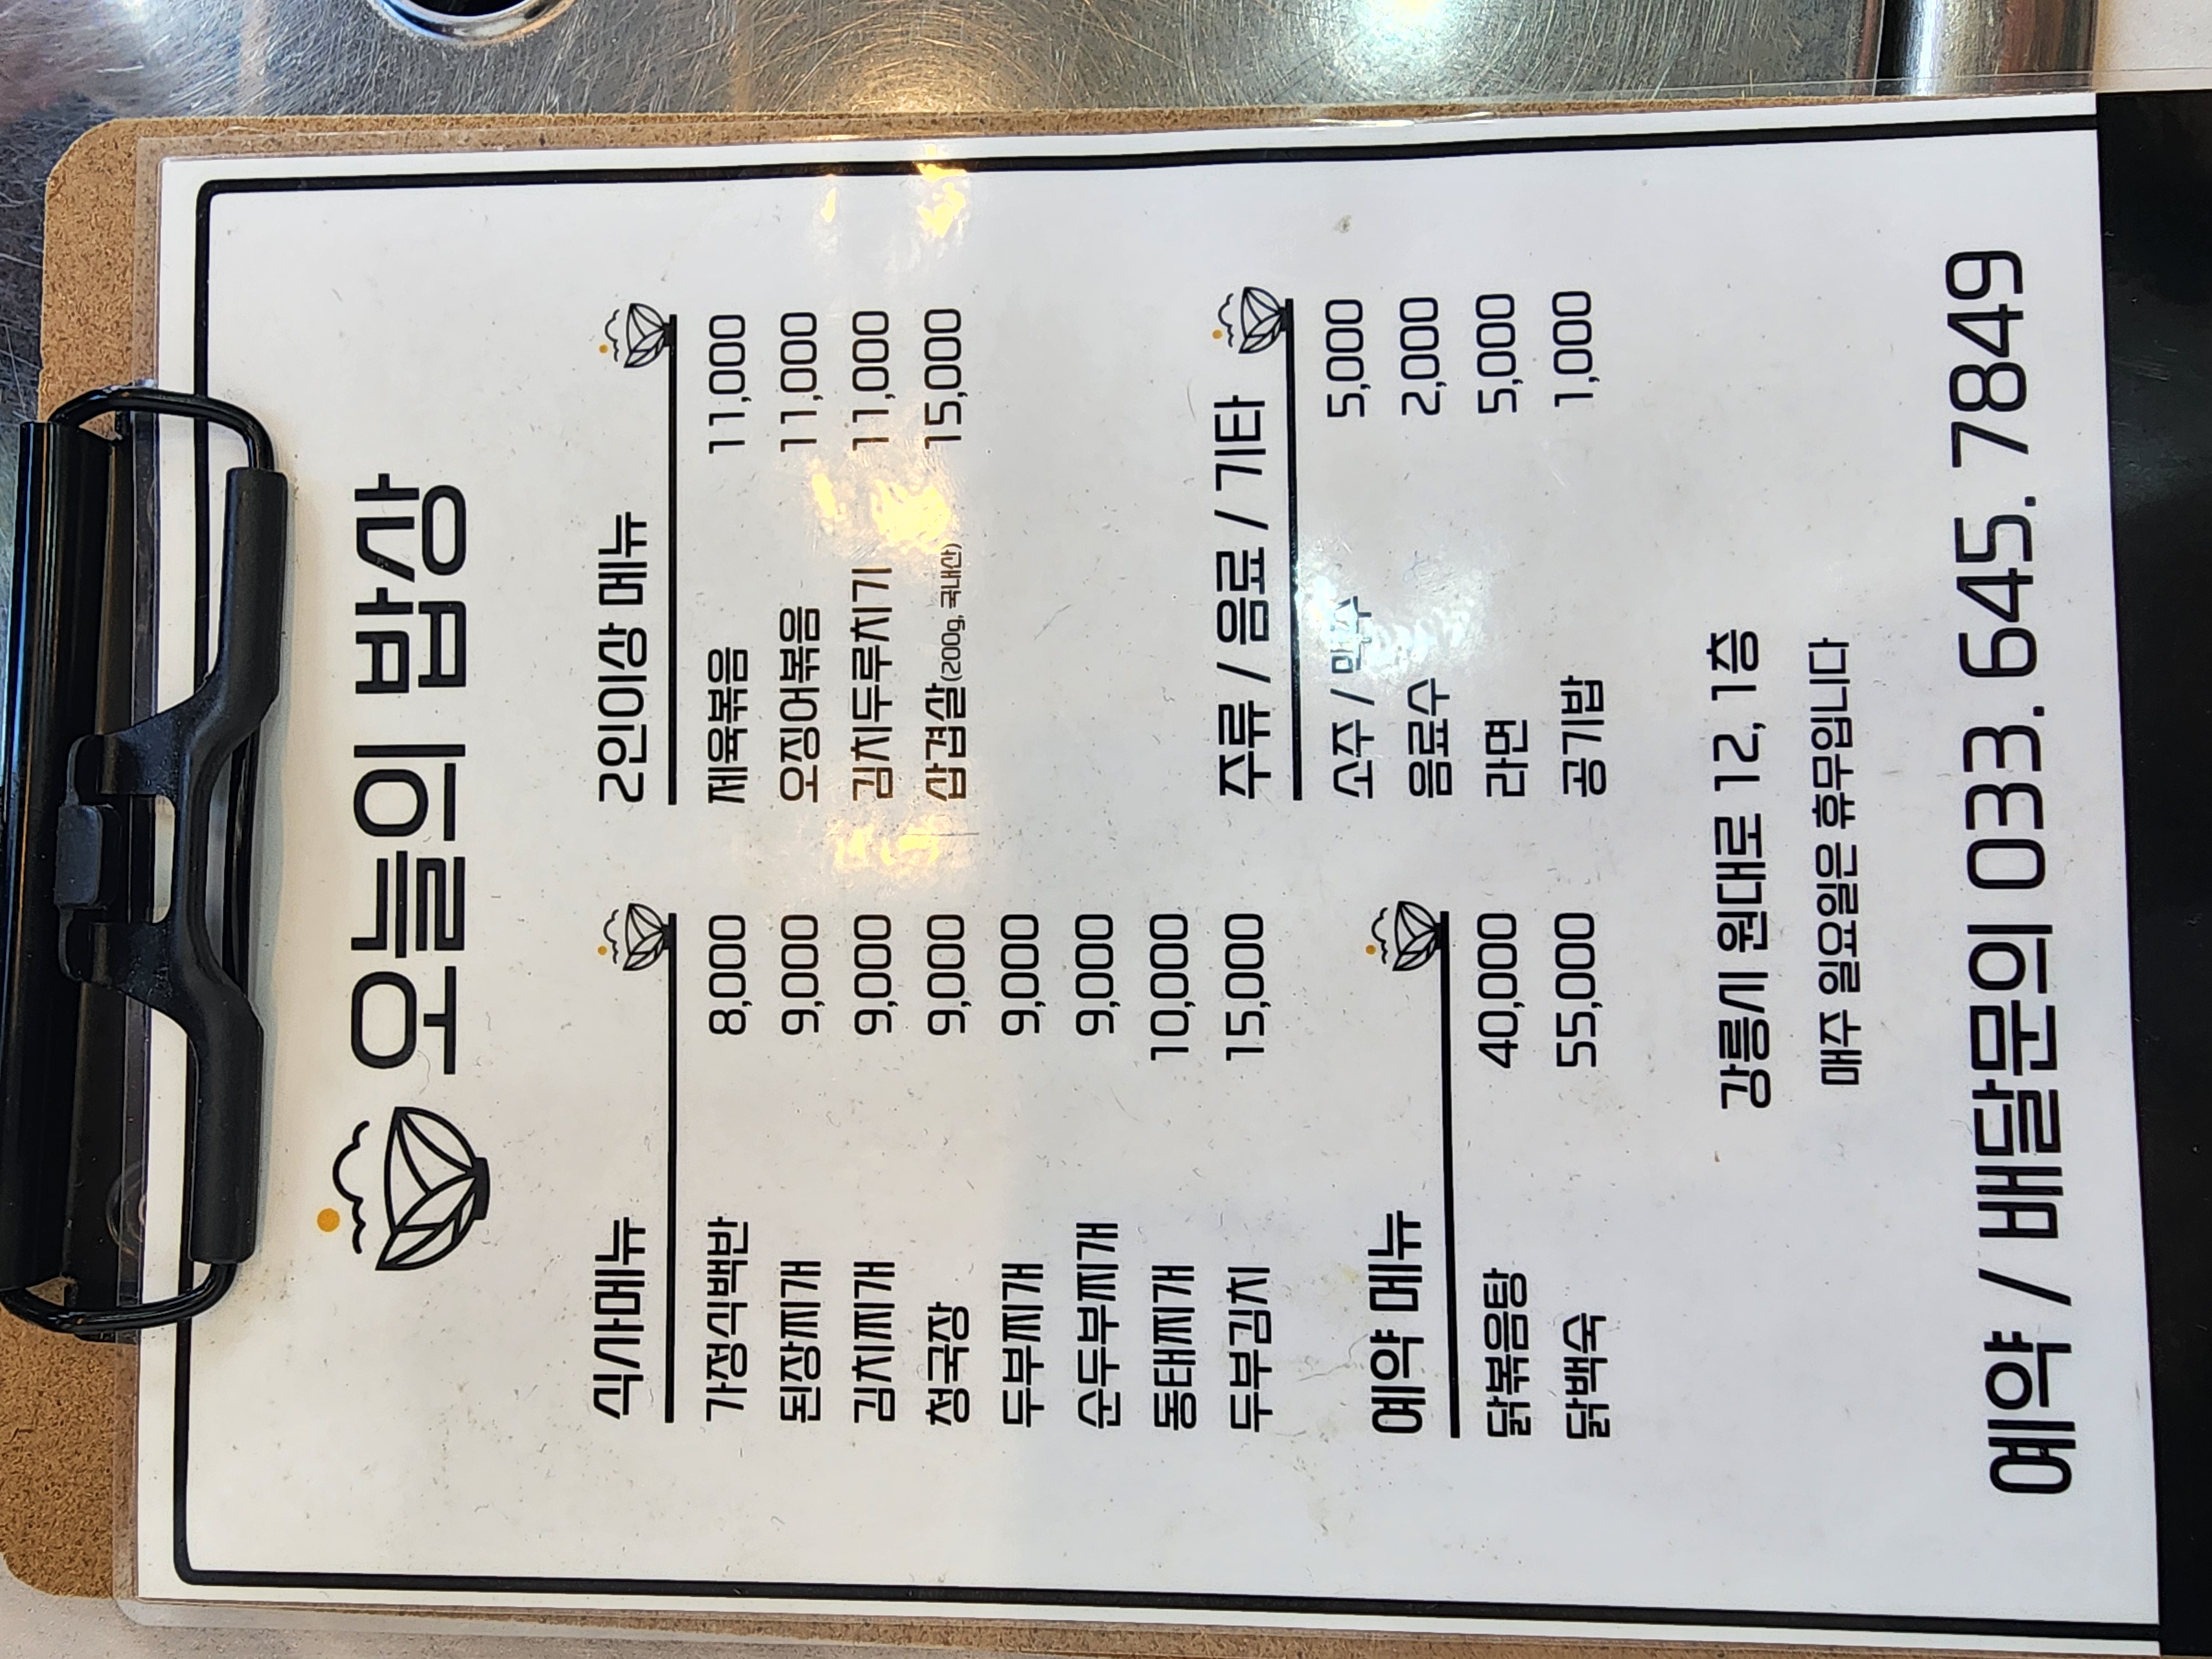 오늘의 밥상
식사메뉴
가정식백반 8,000
된장찌개 9,000
김치찌개 9,000
청국장 9,000
두부찌개 9,000
순두부찌개 9,000
동태찌개 10,000
두부김치 15,000
예약 메뉴
닭볶음탕 40,000
닭백숙 55,000
2인이상 메뉴
제육볶음 11,000
오징어볶음 11,000
김치두루치기 11,000
삼겹살(200g, 국내산) 15,000
주류 / 음료 / 기타
소주 / 맥주 5,000
음료수 2,000
라면 5,000
공기밥 1,000
강릉시 원대로 12, 1층
매주 일요일은 휴무입니다
예약 / 배달문의 033. 645. 7849